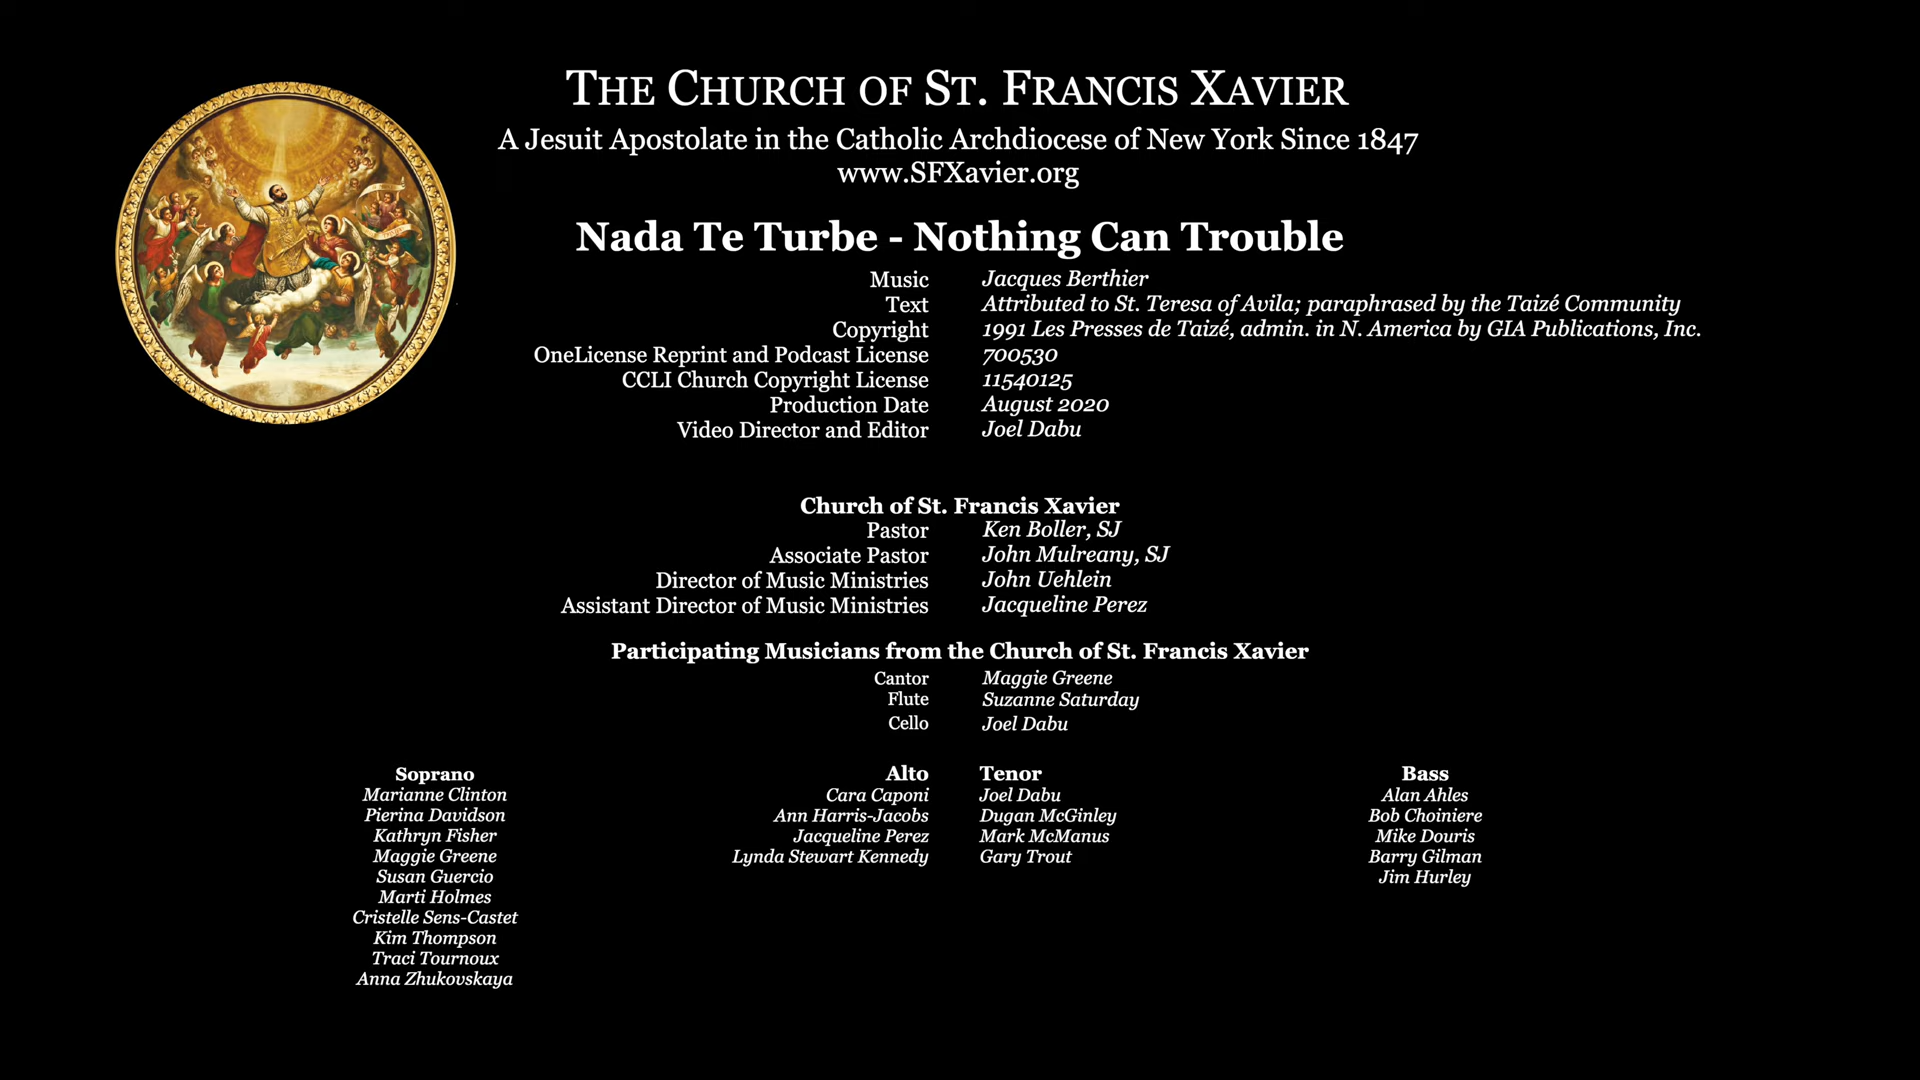 THE CHURCH OF ST. FRANCIS XAVIER
A Jesuit Apostolate in the Catholic Archdiocese of New York Since 1847
www.SFXavier.org
Nada Te Turbe - Nothing Can Trouble
Music Jacques Berthier
Text Attributed to St. Teresa of Avila; paraphrased by the Taizé Community
Copyright 1991 Les Presses de Taizé, admin. in N. America by GIA Publications, Inc.
OneLicense Reprint and Podcast License 700530
CCLI Church Copyright License 11540125
Production Date August 2020
Video Director and Editor Joel Dabu
Church of St. Francis Xavier
Pastor Ken Boller, SJ
Associate Pastor John Mulreany, SJ
Director of Music Ministries John Uehlein
Assistant Director of Music Ministries Jacqueline Perez
Participating Musicians from the Church of St. Francis Xavier
Cantor Maggie Greene
Flute Suzanne Saturday
Cello Joel Dabu
Soprano
Marianne Clinton
Pierina Davidson
Kathryn Fisher
Maggie Greene
Susan Guercio
Marti Holmes
Cristelle Sens-Castet
Kim Thompson
Traci Tournoux
Anna Zhukovskaya
Alto
Cara Caponi
Ann Harris-Jacobs
Jacqueline Perez
Lynda Stewart Kennedy
Tenor
Joel Dabu
Dugan McGinley
Mark McManus
Gary Trout
Bass
Alan Ahles
Bob Choiniere
Mike Douris
Barry Gilman
Jim Hurley